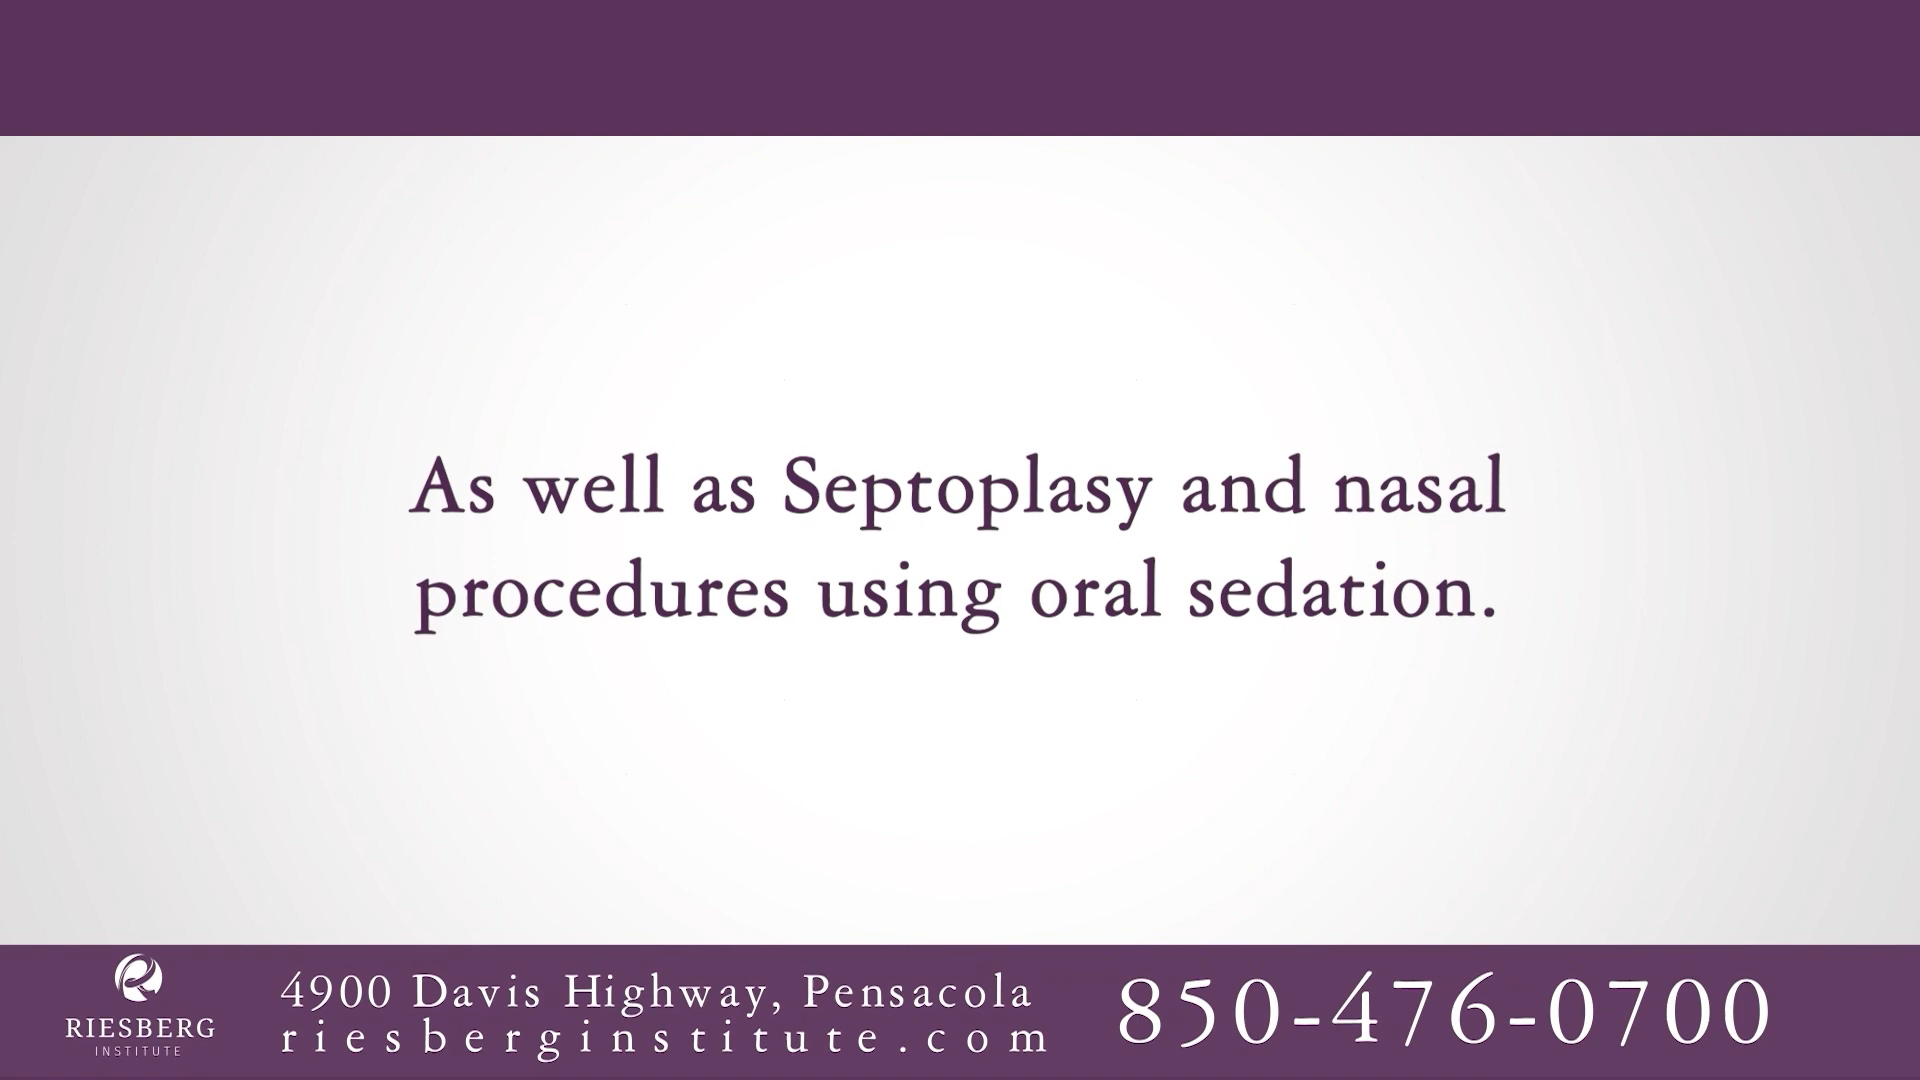 As well as Septoplasy and nasal
procedures using oral sedation.
RIESBERG
INSTITUTE
4900 Davis Highway, Pensacola
riesberginstitute.com
850-476-0700